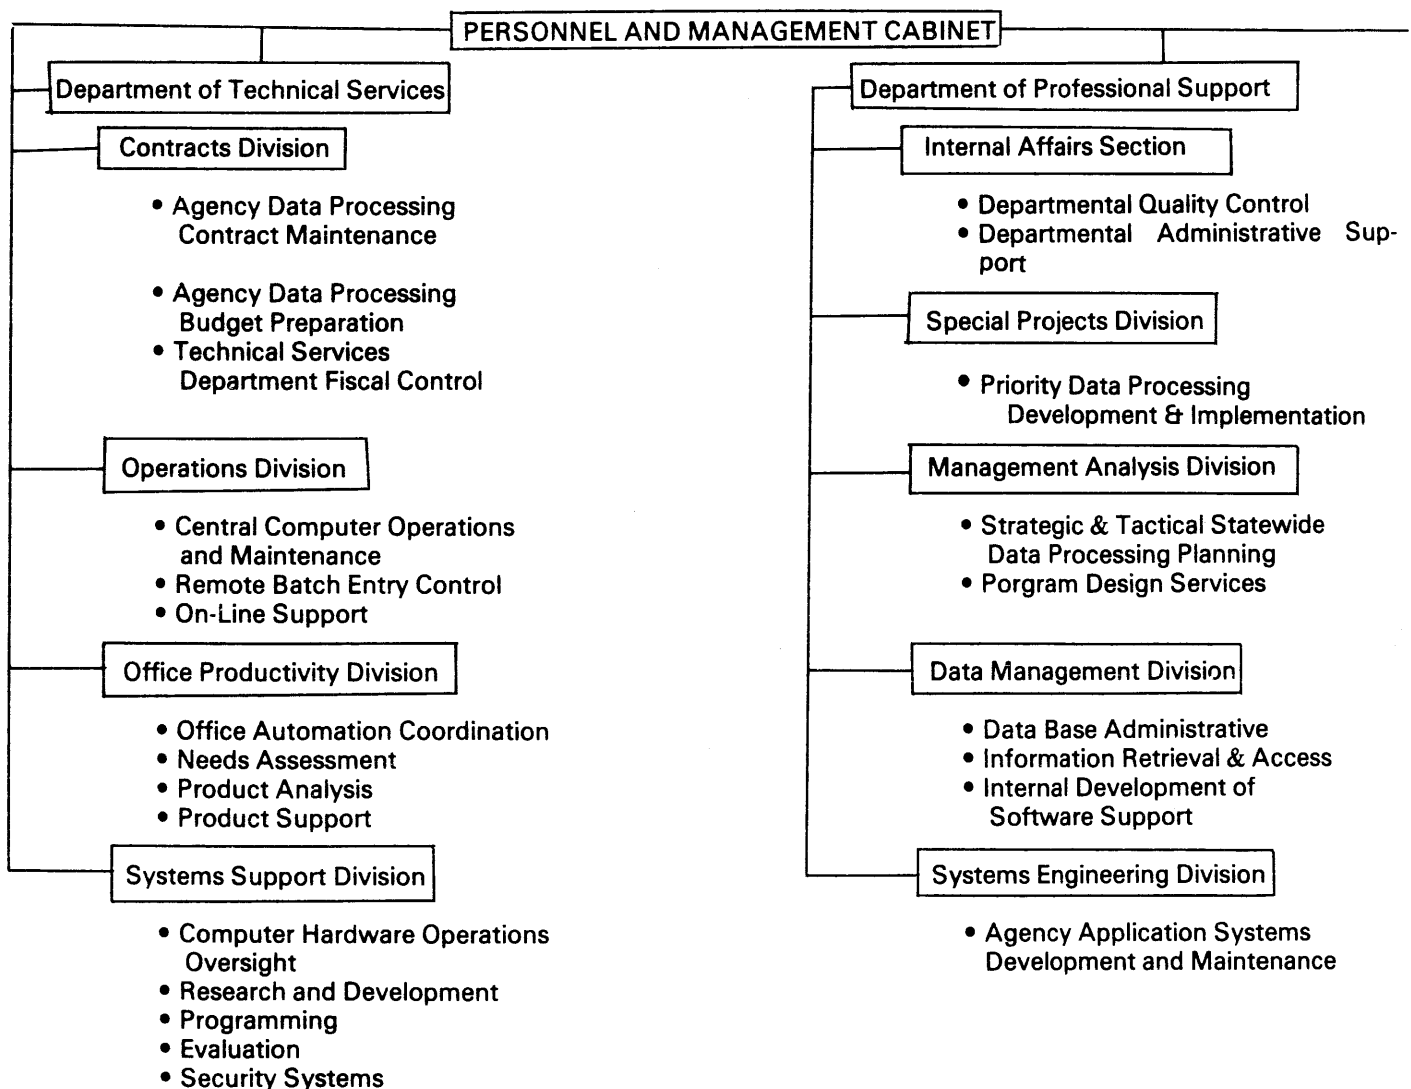 PERSONNEL AND MANAGEMENT CABINET
Department of Technical Services
Contracts Division
• Agency Data Processing
Contract Maintenance
• Agency Data Processing
Budget Preparation
• Technical Services
Department Fiscal Control
Operations Division
• Central Computer Operations
and Maintenance
• Remote Batch Entry Control
• On-Line Support
Office Productivity Division
• Office Automation Coordination
• Needs Assessment
• Product Analysis
• Product Support
Systems Support Division
• Computer Hardware Operations
Oversight
• Research and Development
• Programming
• Evaluation
• Security Systems
Department of Professional Support
Internal Affairs Section
• Departmental Quality Control
• Departmental Administrative Sup-
port
Special Projects Division
• Priority Data Processing
Development & Implementation
Management Analysis Division
• Strategic & Tactical Statewide
Data Processing Planning
• Porgram Design Services
Data Management Division
• Data Base Administrative
• Information Retrieval & Access
• Internal Development of
Software Support
Systems Engineering Division
• Agency Application Systems
Development and Maintenance